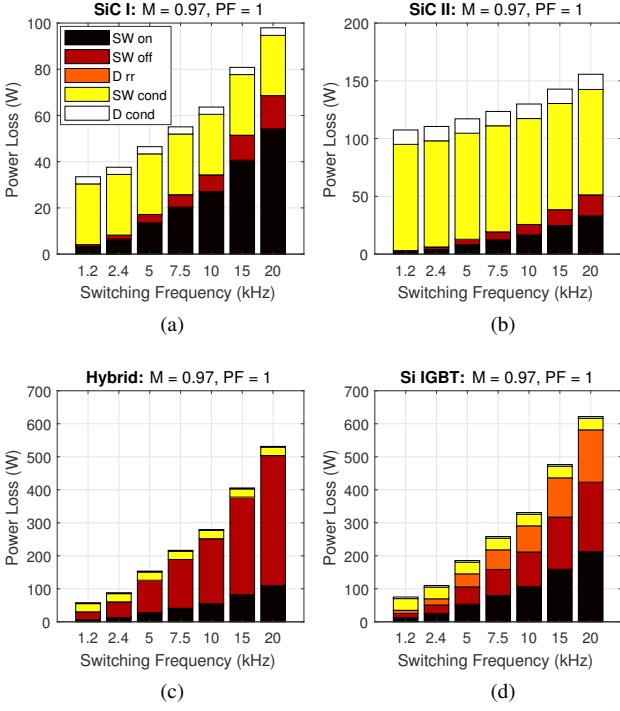 SiC I: M = 0.97, PF = 1
100
80
60
40
20
0
Power Loss (W)
SW on
SW off
D rr
SW cond
D cond
1.2 2.4 5 7.5 10 15 20
Switching Frequency (kHz)
(a)
SiC II: M = 0.97, PF = 1
200
150
100
50
0
Power Loss (W)
1.2 2.4 5 7.5 10 15 20
Switching Frequency (kHz)
(b)
Hybrid: M = 0.97, PF = 1
700
600
500
400
300
200
100
0
Power Loss (W)
1.2 2.4 5 7.5 10 15 20
Switching Frequency (kHz)
(c)
Si IGBT: M = 0.97, PF = 1
700
600
500
400
300
200
100
0
Power Loss (W)
1.2 2.4 5 7.5 10 15 20
Switching Frequency (kHz)
(d)